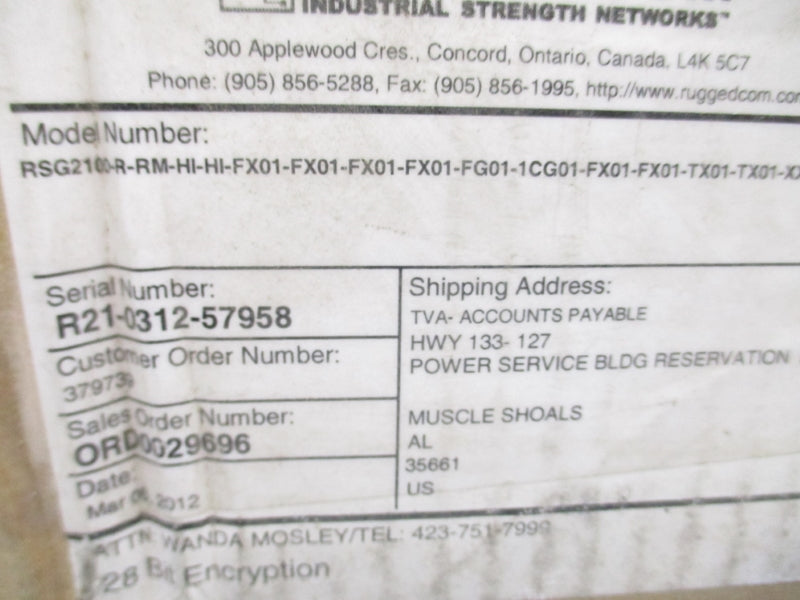 INDUSTRIAL STRENGTH NETWORKS™
300 Applewood Cres., Concord, Ontario, Canada, L4K 5C7
Phone: (905) 856-5288, Fax: (905) 856-1995, http://www.ruggedcom.com
Model Number:
RSG2100-R-RM-HI-HI-FX01-FX01-FX01-FX01-FG01-1CG01-FX01-FX01-TX01-TX01-XX
Serial Number:
R21-0312-57958
Customer Order Number:
37973
Sales Order Number:
ORD0029696
Date:
Mar 2012
Shipping Address:
TVA- ACCOUNTS PAYABLE
HWY 133- 127
POWER SERVICE BLDG RESERVATION
MUSCLE SHOALS
AL
35661
US
ATTN WANDA MOSLEY/TEL: 423-751-7999
28 Bit Encryption